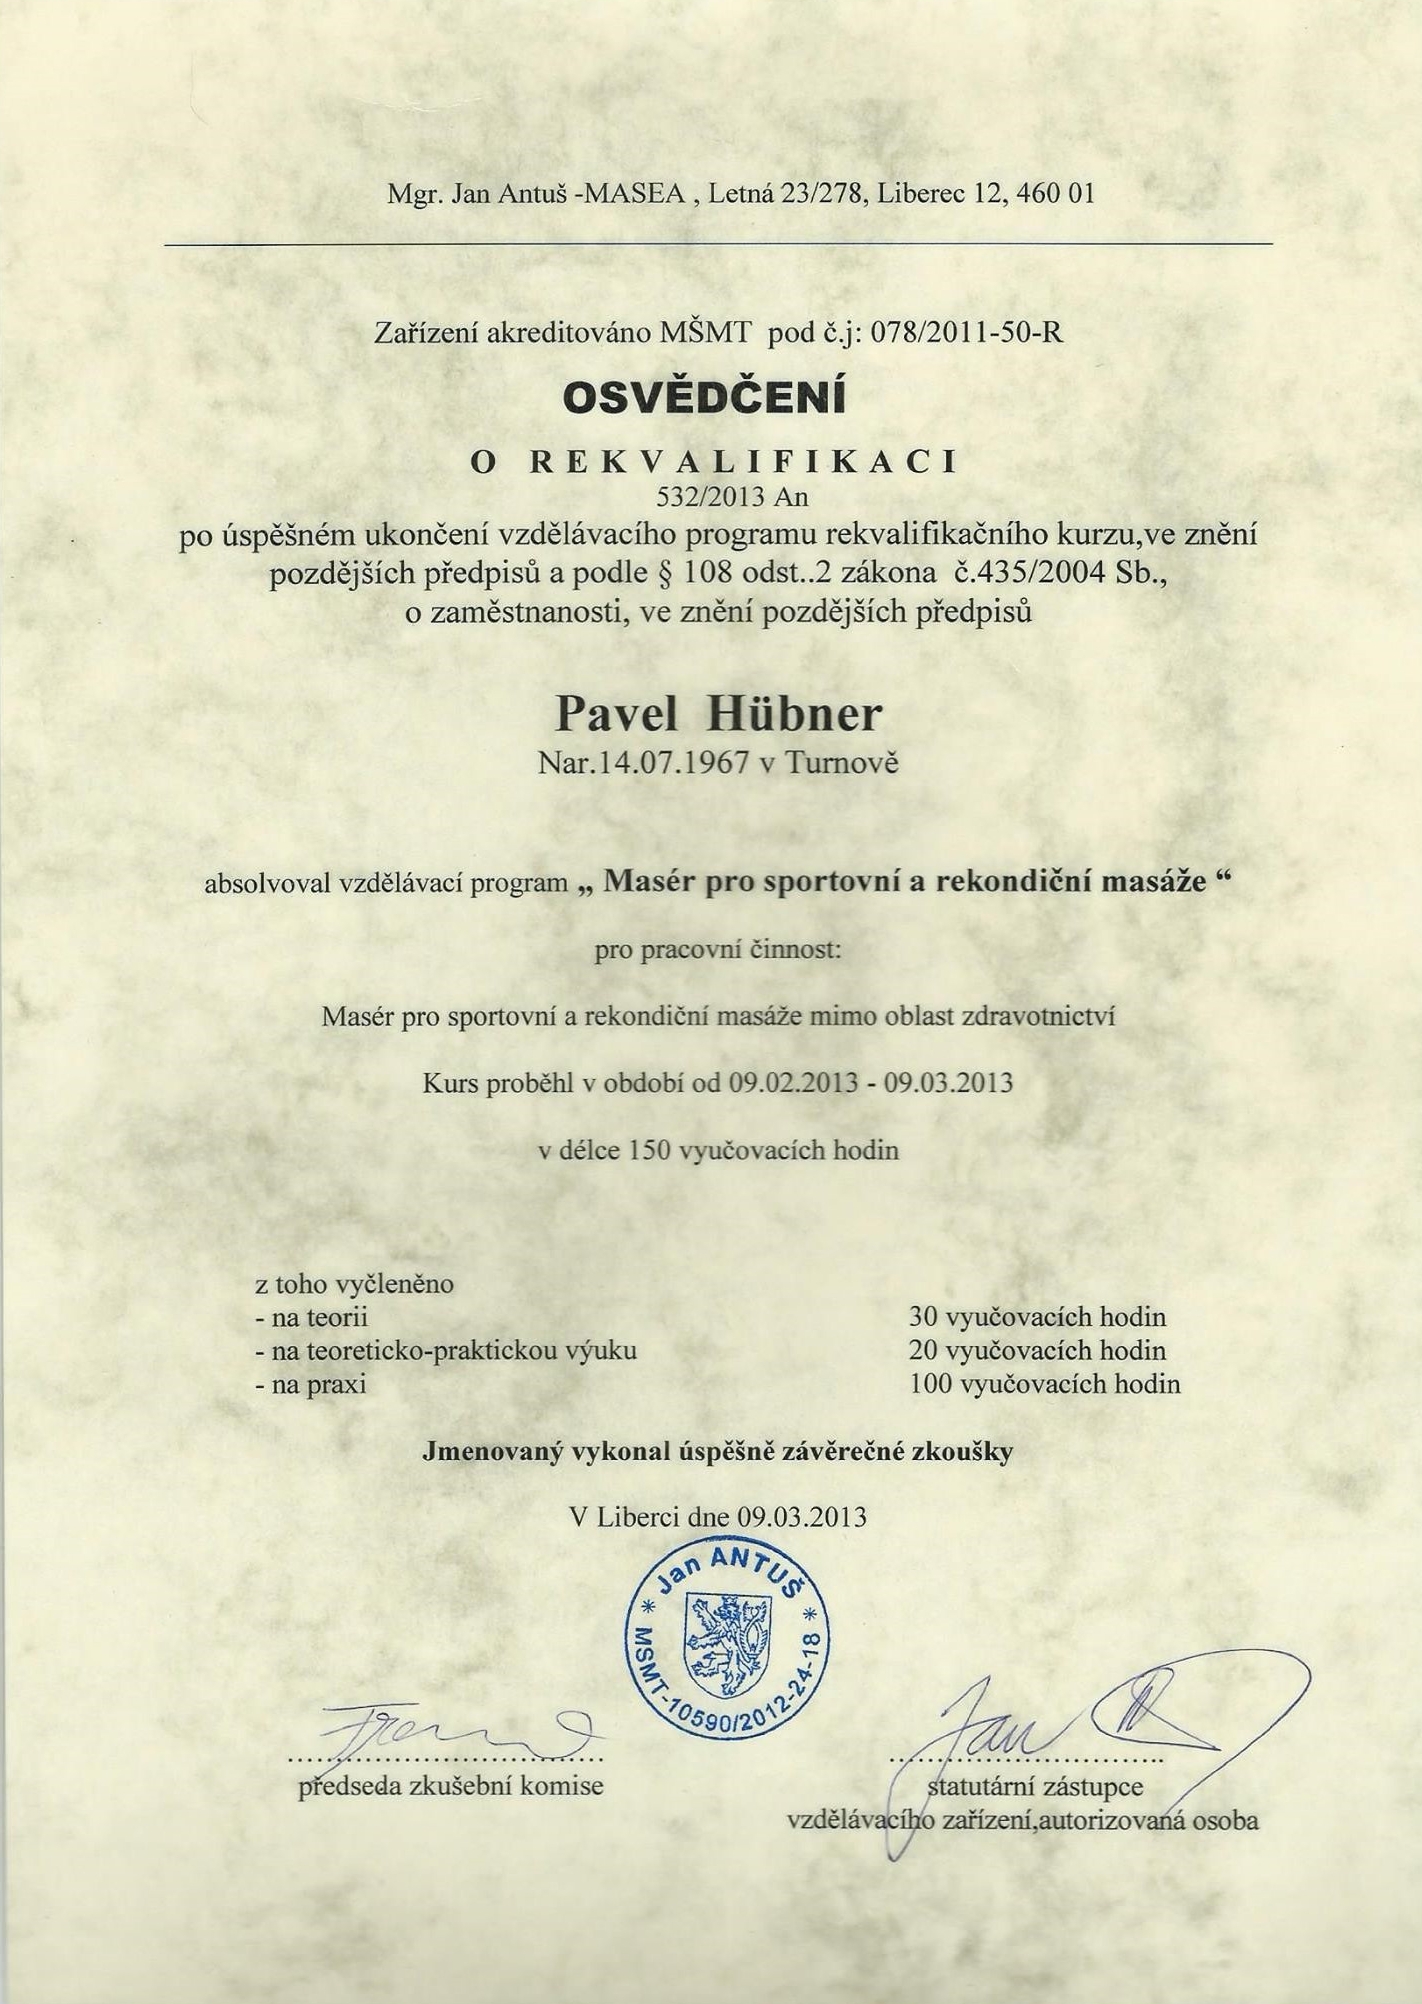 Mgr. Jan Antuš -MASEA , Letná 23/278, Liberec 12, 460 01
Zařízení akreditováno MŠMT pod č.j: 078/2011-50-R
OSVĚDČENÍ
O REKVALIFIKACI
532/2013 An
po úspěšném ukončení vzdělávacího programu rekvalifikačního kurzu,ve znění
pozdějších předpisů a podle § 108 odst..2 zákona č.435/2004 Sb.,
o zaměstnanosti, ve znění pozdějších předpisů
Pavel Hübner
Nar.14.07.1967 v Turnově
absolvoval vzdělávací program „ Masér pro sportovní a rekondiční masáže “
pro pracovní činnost:
Masér pro sportovní a rekondiční masáže mimo oblast zdravotnictví
Kurs proběhl v období od 09.02.2013 - 09.03.2013
v délce 150 vyučovacích hodin
z toho vyčleněno
- na teorii 30 vyučovacích hodin
- na teoreticko-praktickou výuku 20 vyučovacích hodin
- na praxi 100 vyučovacích hodin
Jmenovaný vykonal úspěšně závěrečné zkoušky
V Liberci dne 09.03.2013
* Jan ANTUŠ *
MSMT-10590/2012-24-18
předseda zkušební komise
statutární zástupce
vzdělávacího zařízení,autorizovaná osoba